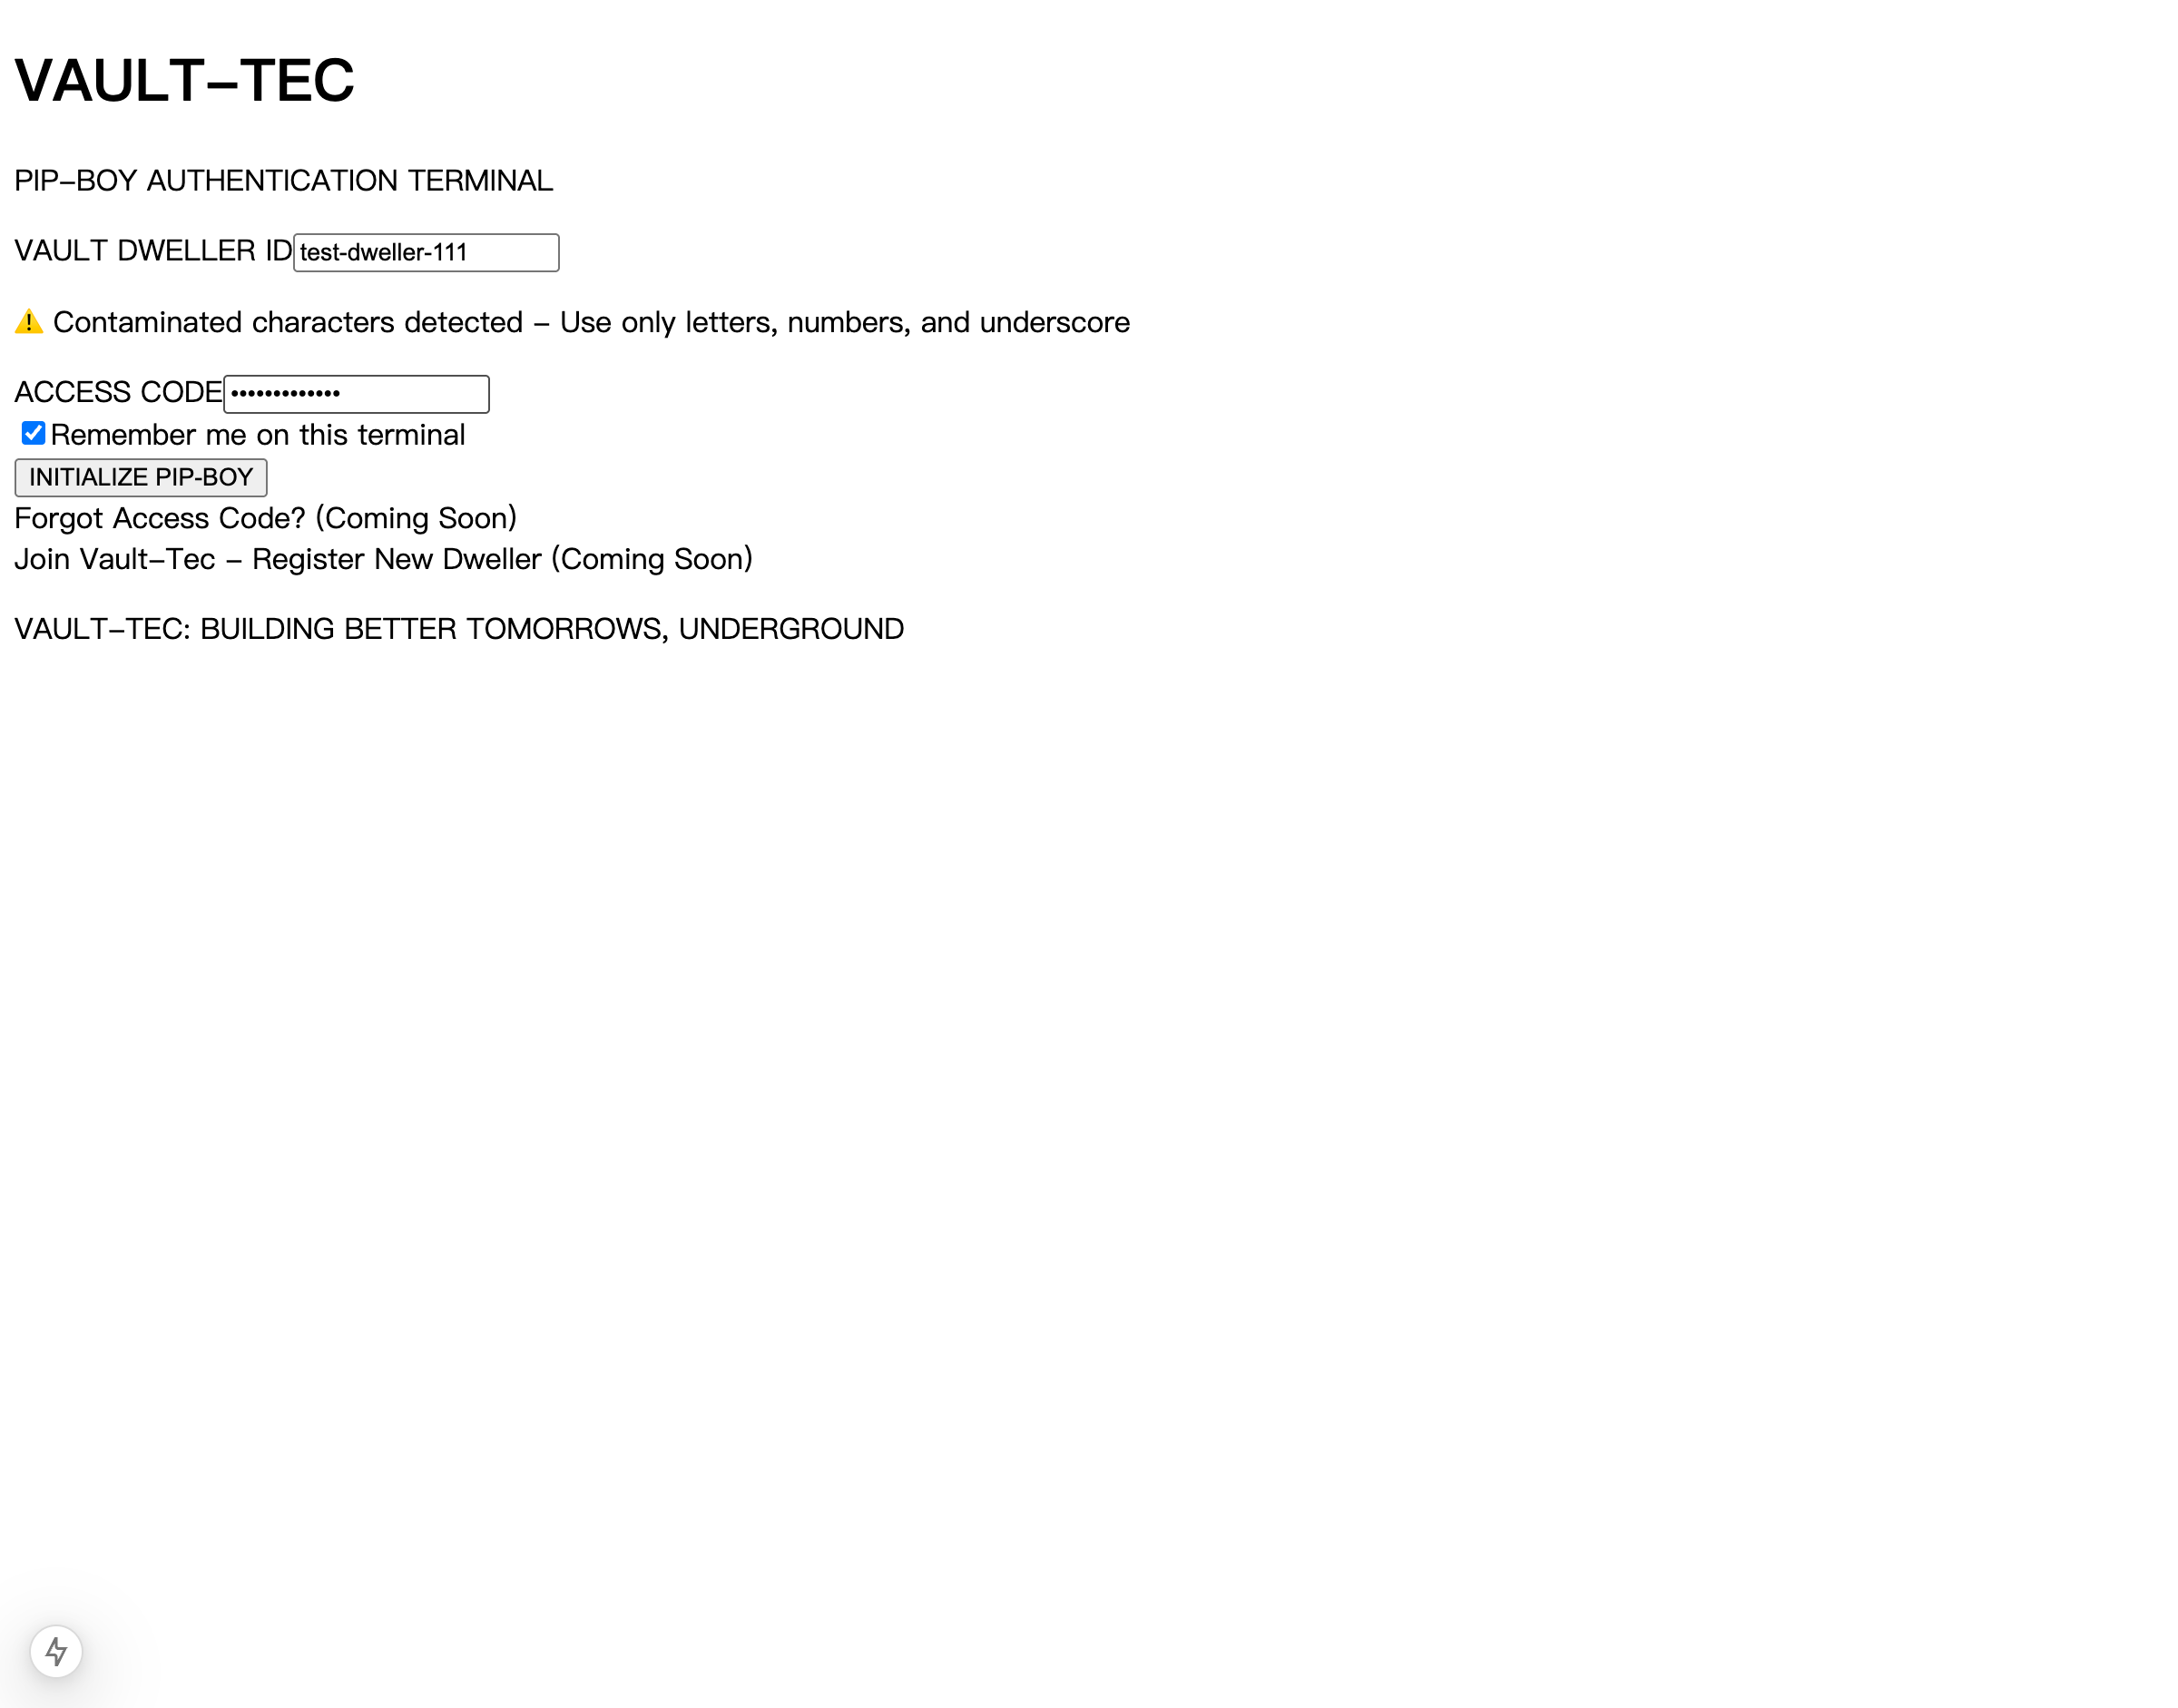 VAULT-TEC
PIP-BOY AUTHENTICATION TERMINAL
VAULT DWELLER ID test-dweller-111
⚠️ Contaminated characters detected - Use only letters, numbers, and underscore
ACCESS CODE •••••••••••••
Remember me on this terminal
INITIALIZE PIP-BOY
Forgot Access Code? (Coming Soon)
Join Vault-Tec - Register New Dweller (Coming Soon)
VAULT-TEC: BUILDING BETTER TOMORROWS, UNDERGROUND